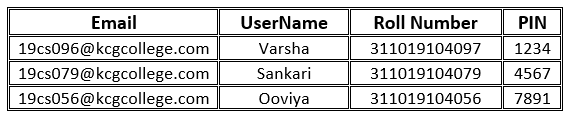 Email UserName Roll Number PIN
19cs096@kcgcollege.com Varsha 311019104097 1234
19cs079@kcgcollege.com Sankari 311019104079 4567
19cs056@kcgcollege.com Ooviya 311019104056 7891